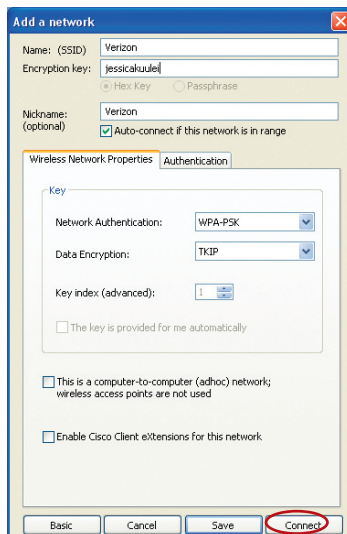 Add a network
Name: (SSID) Verizon
Encryption key: jessicakuulei
Hex Key Passphrase
Nickname: Verizon
(optional)
Auto-connect if this network is in range
Wireless Network Properties Authentication
Key
Network Authentication: WPA-PSK
Data Encryption: TKIP
Key index (advanced): 1
The key is provided for me automatically
This is a computer-to-computer (adhoc) network;
wireless access points are not used
Enable Cisco Client eXtensions for this network
Basic Cancel Save Connect